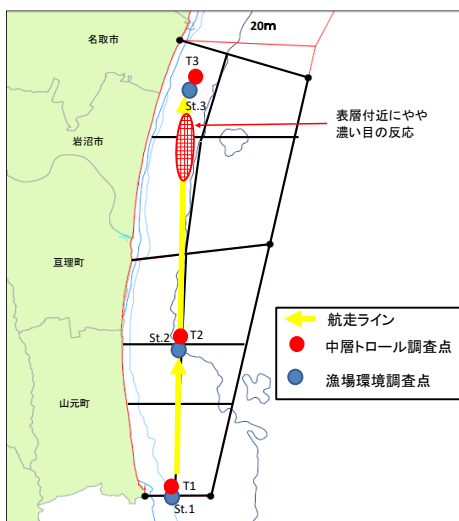 名取市
20m
T3
St.3
表層付近にやや
濃い目の反応
岩沼市
亘理町
St.2
T2
航走ライン
中層トロール調査点
漁場環境調査点
山元町
T1
St.1